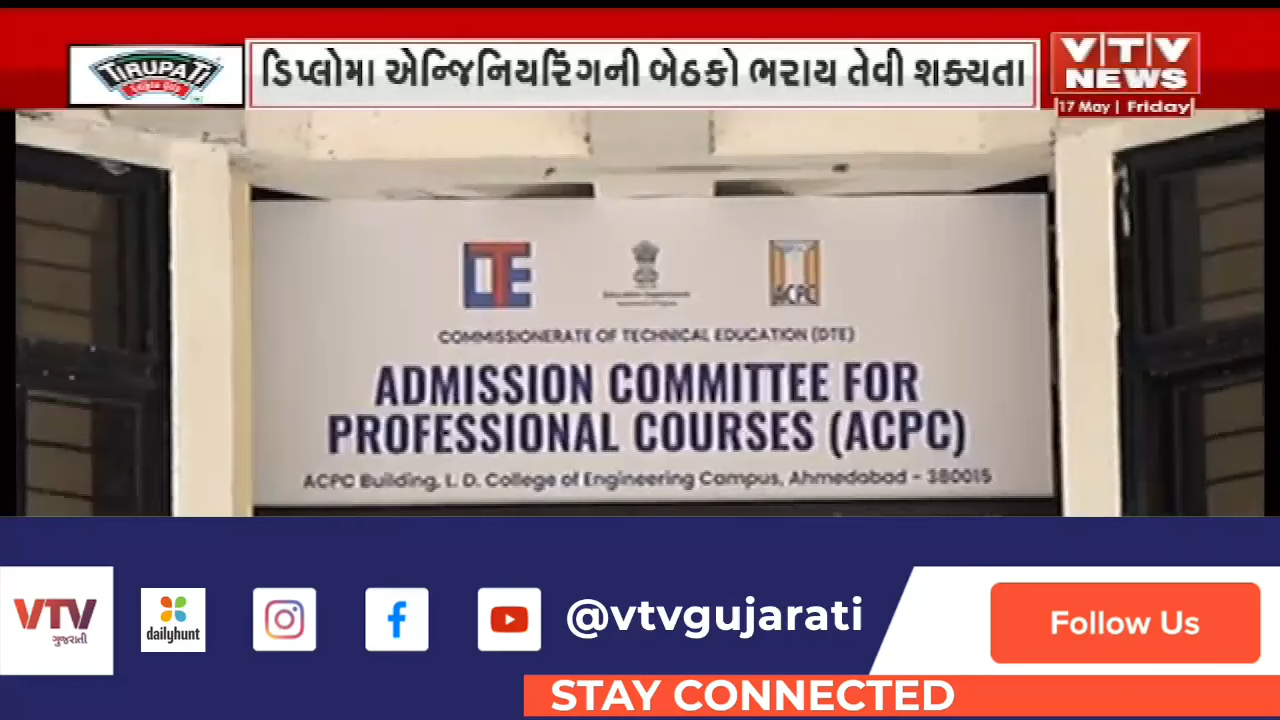 TIRUPATI
ડિપ્લોમા એન્જિનિયરિંગની બેઠકો ભરાય તેવી શક્યતા
VTV
NEWS
17 May | Friday
ACPC
COMMISSIONERATE OF TECHNICAL EDUCATION (DTE)
ADMISSION COMMITTEE FOR
PROFESSIONAL COURSES (ACPC)
ACPC Building, L. D. College of Engineering Campus, Ahmedabad - 380015
VTV
ગુજરાતી
dailyhunt
@vtvgujarati
Follow Us
STAY CONNECTED